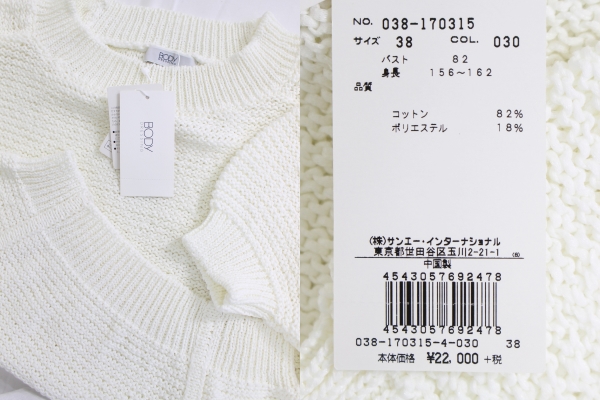 BODY
BODY
NO. 038-170315
サイズ 38 COL. 030
バスト 82
身長 156～162
品質
コットン 82%
ポリエステル 18%
(株)サンエー・インターナショナル
東京都世田谷区玉川2-21-1
中国製
4543057692478
4543057692478
038-170315-4-030 38
本体価格 ¥22,000+税